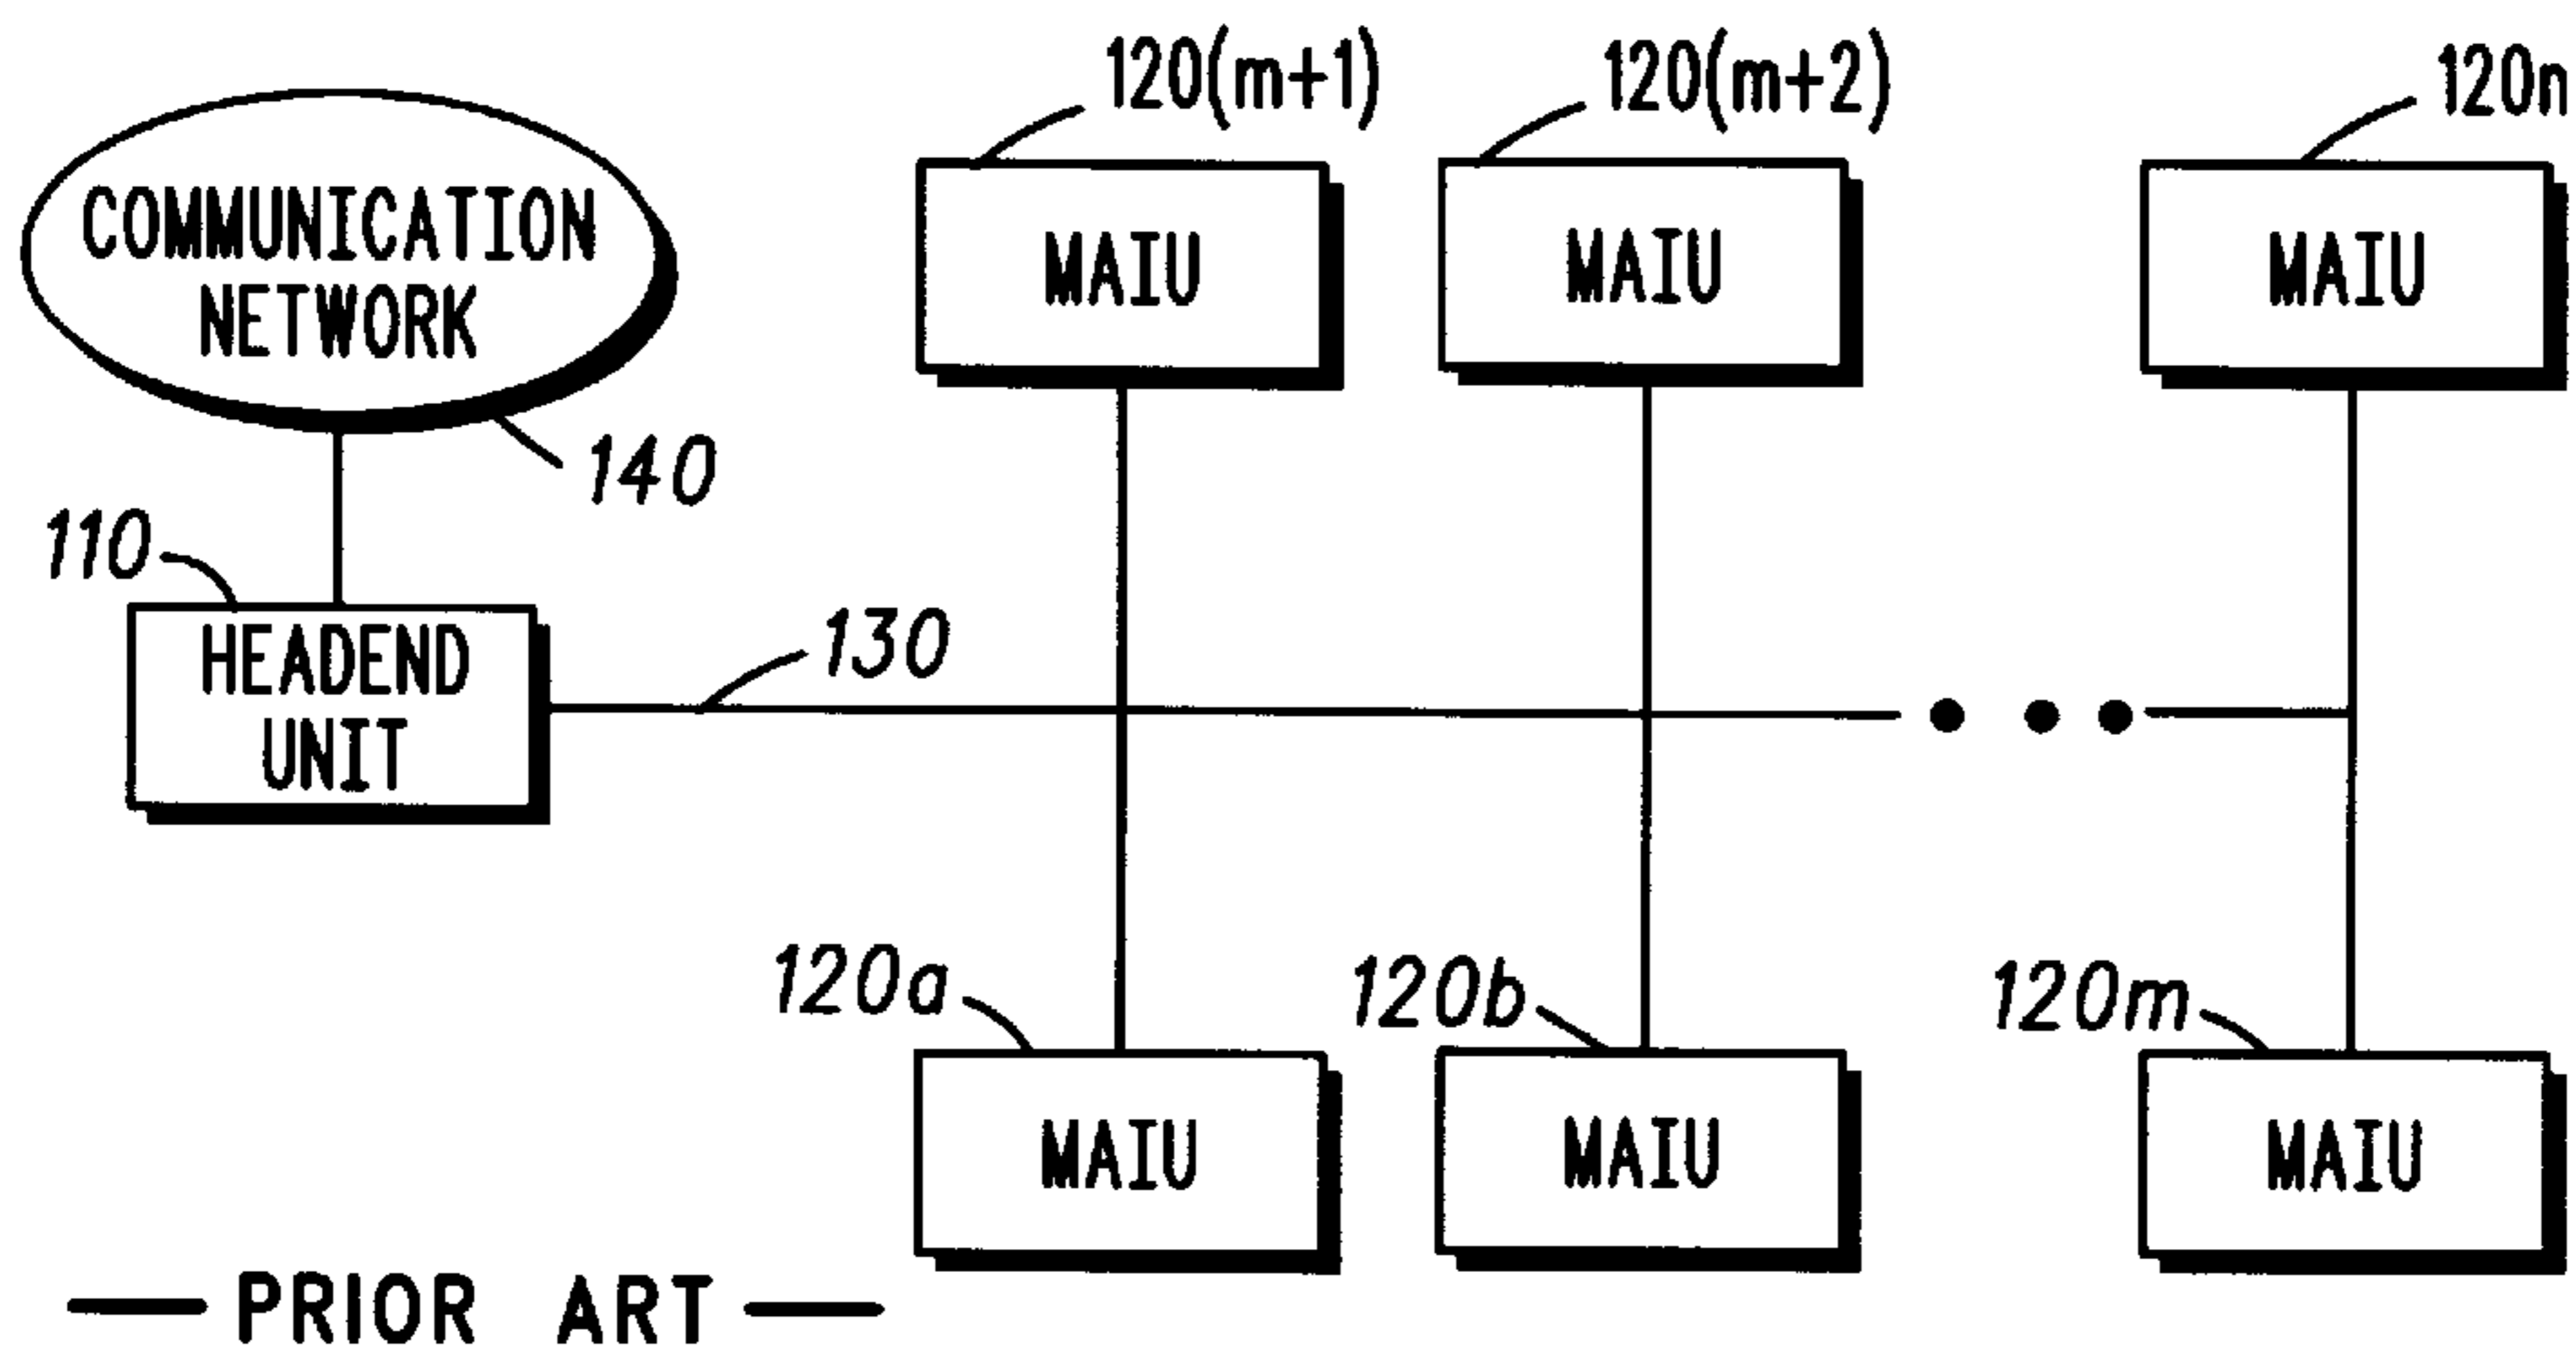 120(m+1)
120(m+2)
120n
COMMUNICATION
NETWORK
MAIU
MAIU
MAIU
140
110
HEADEND
UNIT
130
120a
120b
120m
MAIU
MAIU
MAIU
— PRIOR ART —